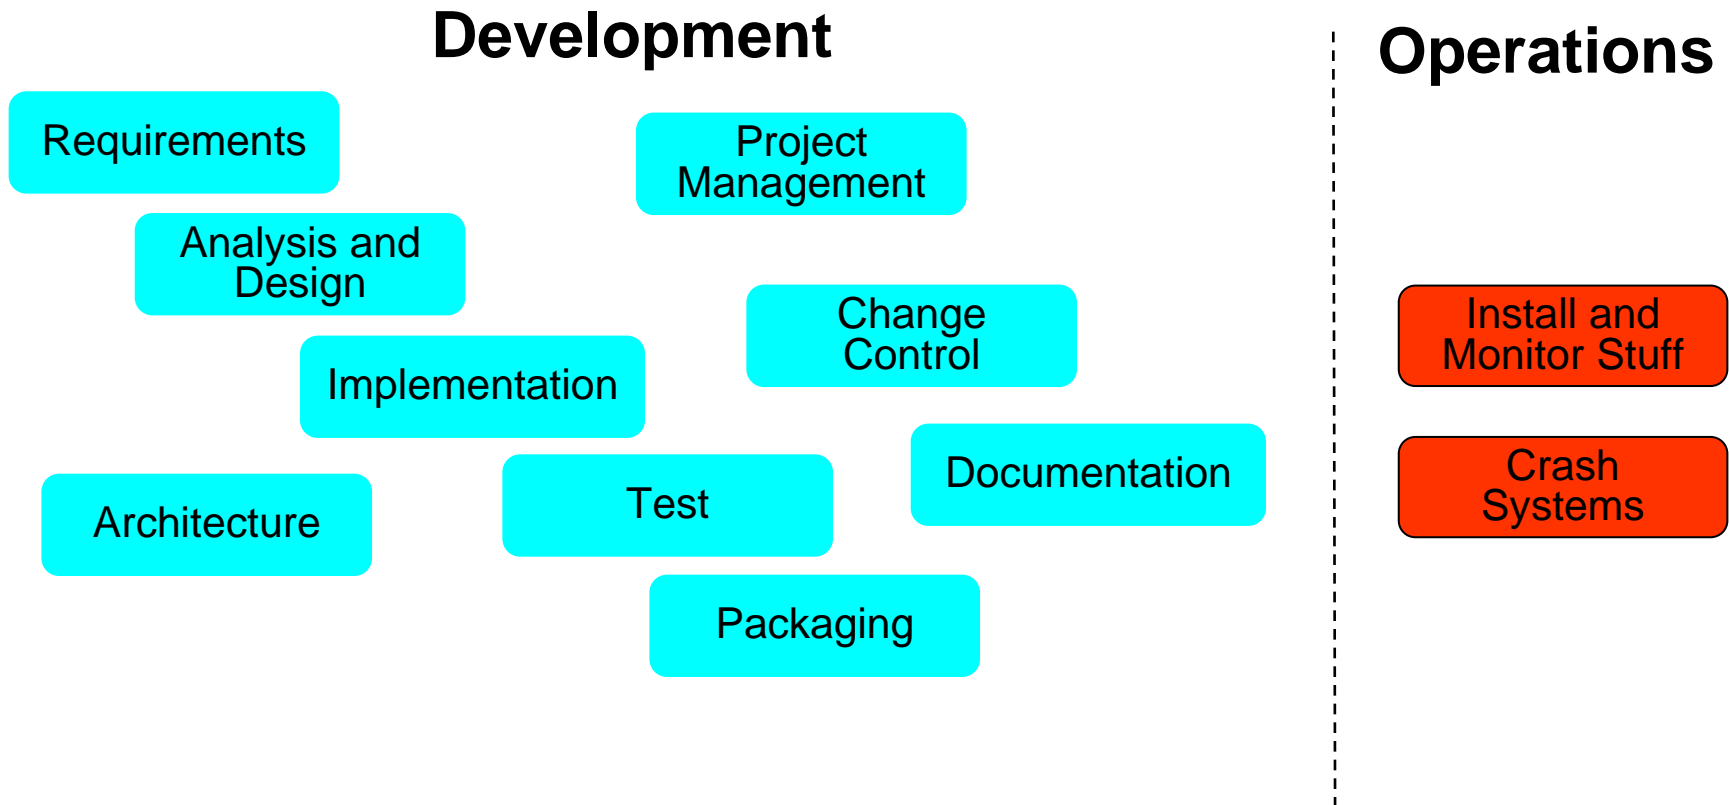 Development
Operations
Requirements
Project
Management
Analysis and
Design
Change
Control
Install and
Monitor Stuff
Implementation
Documentation
Crash
Systems
Architecture
Test
Packaging